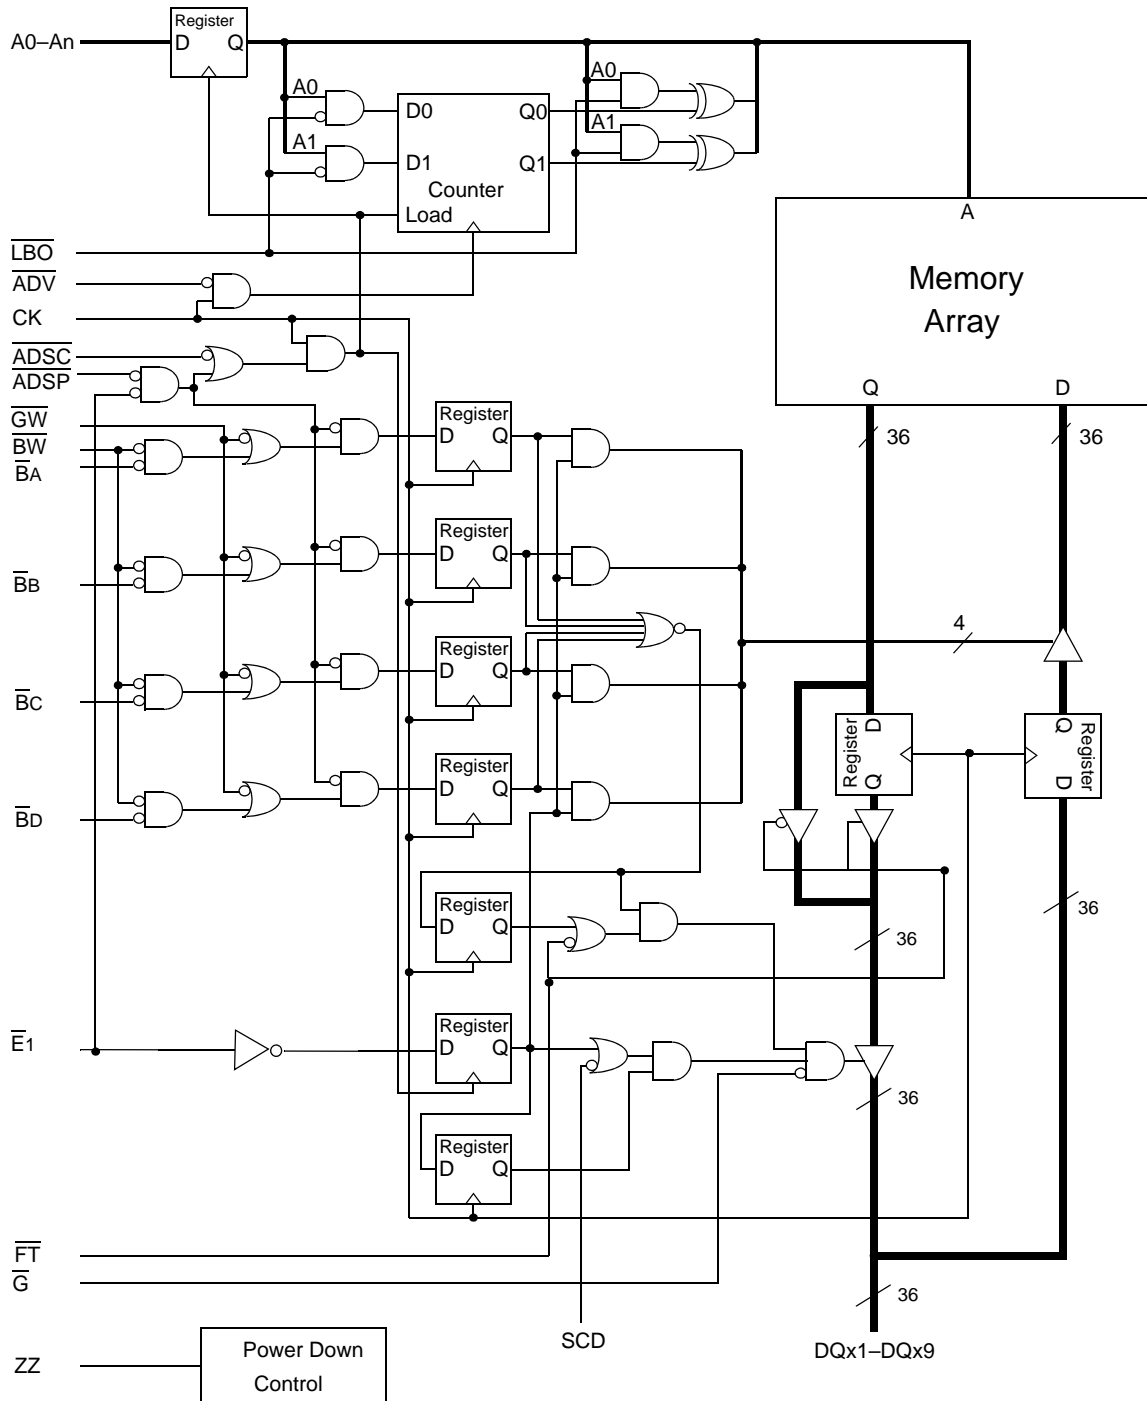 Register
A0–An
D Q
A0
A0
D0
Q0
A1
A1
D1
Q1
Counter
Load
A
LBO
ADV
Memory
CK
Array
ADSC
ADSP
Q
D
GW
Register
36
36
BW
D Q
BA
Register
D Q
BB
4
Register
D Q
BC
Register
D
Q
Q
Register
D
Register
D Q
BD
Register
36
D Q
36
Register
E1
D Q
36
Register
D Q
FT
G
36
SCD
DQx1–DQx9
Power Down
ZZ
Control